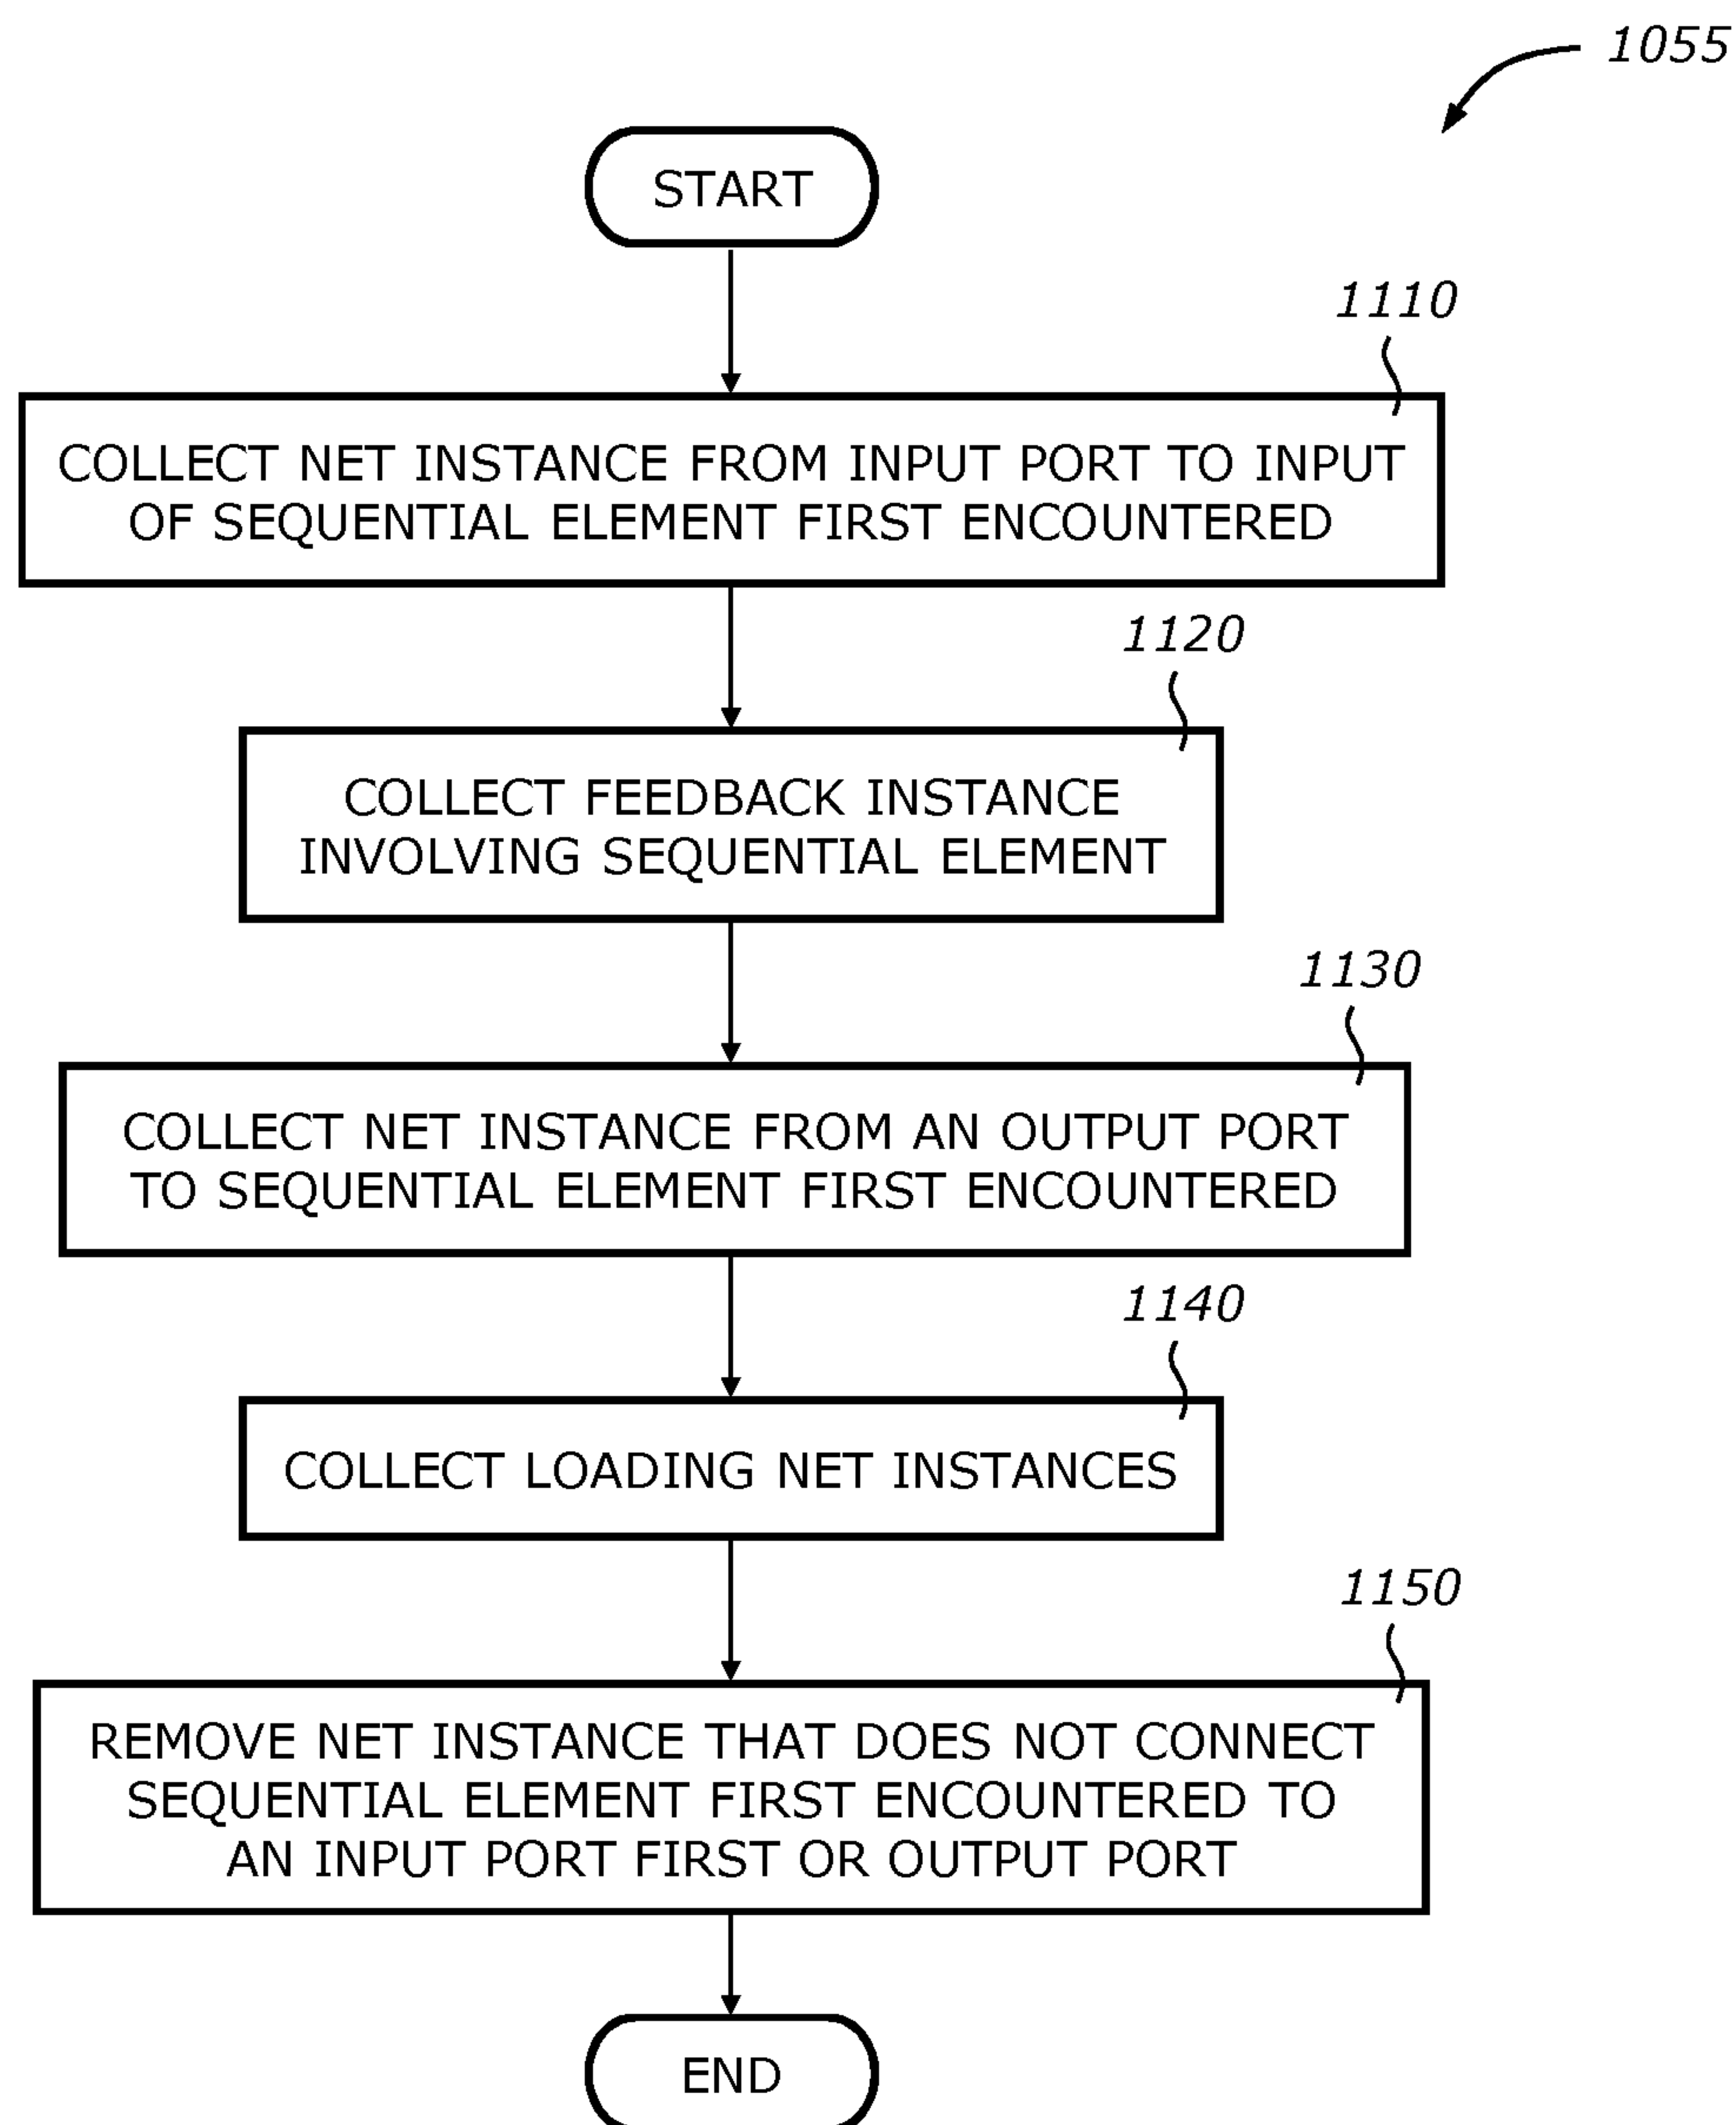 1055
START
1110
COLLECT NET INSTANCE FROM INPUT PORT TO INPUT
OF SEQUENTIAL ELEMENT FIRST ENCOUNTERED
1120
COLLECT FEEDBACK INSTANCE
INVOLVING SEQUENTIAL ELEMENT
1130
COLLECT NET INSTANCE FROM AN OUTPUT PORT
TO SEQUENTIAL ELEMENT FIRST ENCOUNTERED
1140
COLLECT LOADING NET INSTANCES
1150
REMOVE NET INSTANCE THAT DOES NOT CONNECT
SEQUENTIAL ELEMENT FIRST ENCOUNTERED TO
AN INPUT PORT FIRST OR OUTPUT PORT
END